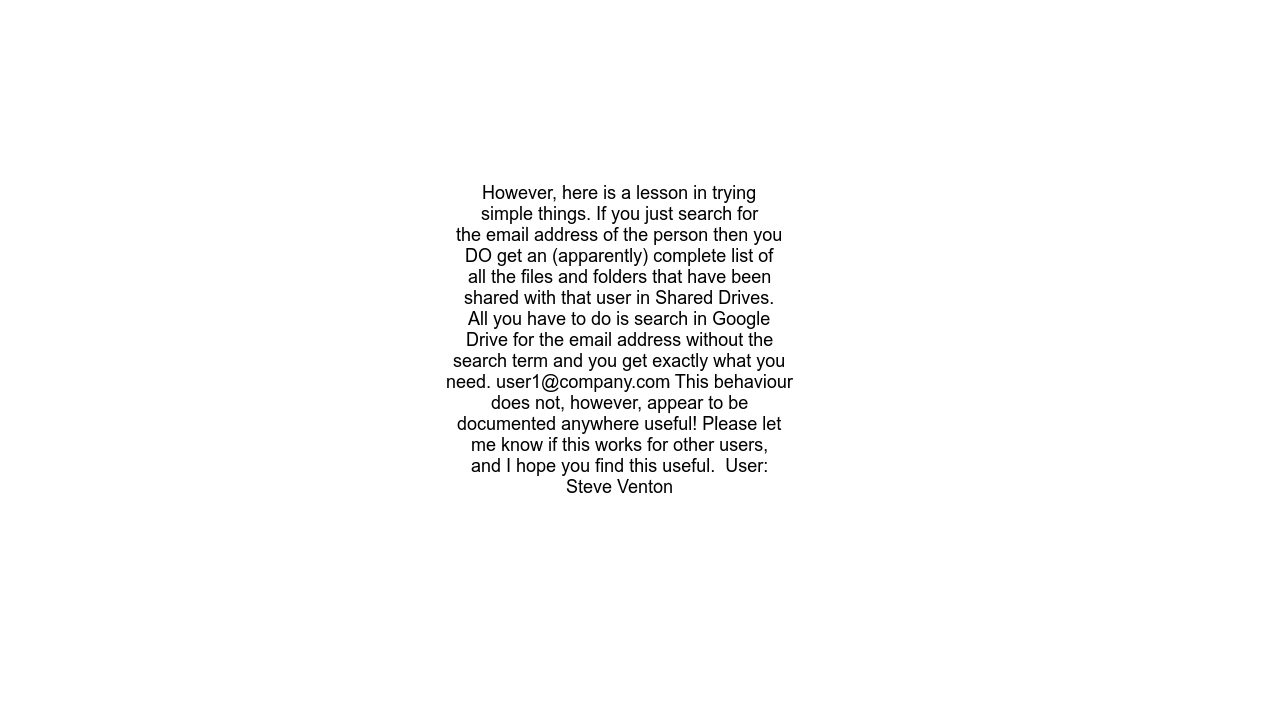 However, here is a lesson in trying
simple things. If you just search for
the email address of the person then you
DO get an (apparently) complete list of
all the files and folders that have been
shared with that user in Shared Drives.
All you have to do is search in Google
Drive for the email address without the
search term and you get exactly what you
need. user1@company.com This behaviour
does not, however, appear to be
documented anywhere useful! Please let
me know if this works for other users,
and I hope you find this useful.  User:
Steve Venton